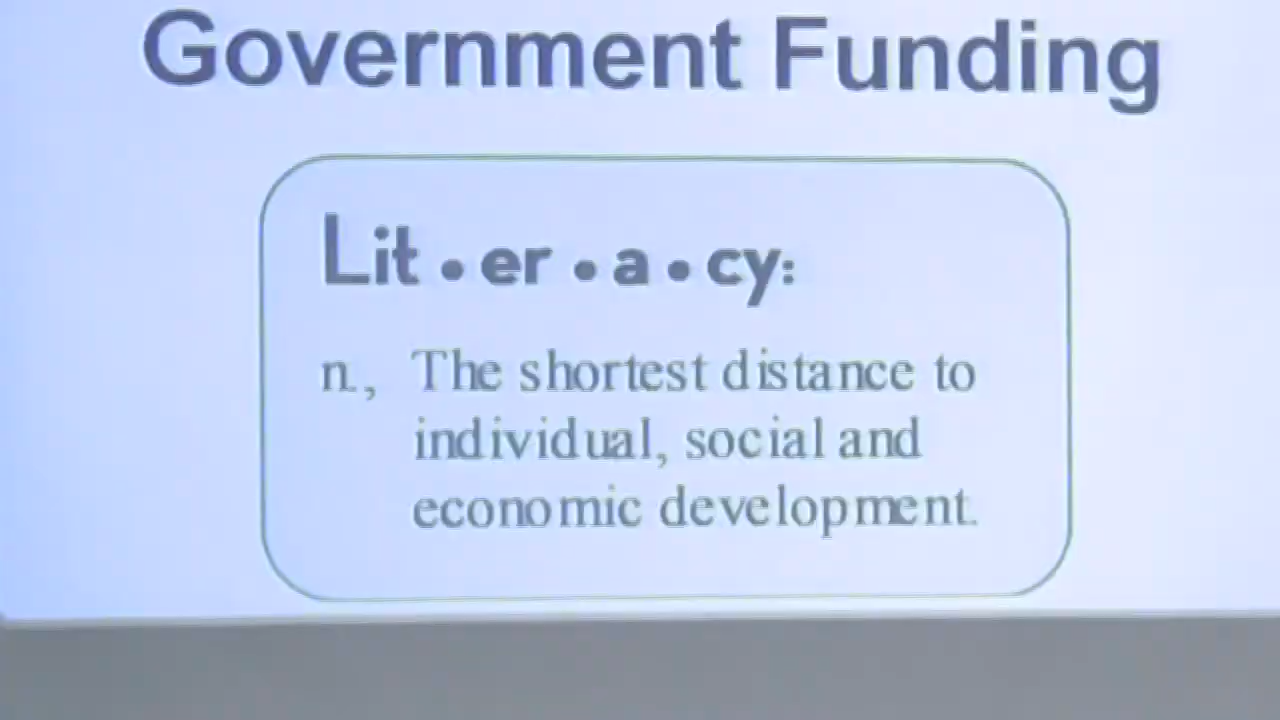 Government Funding
Lit • er • a • cy:
n., The shortest distance to
individual, social and
economic development.